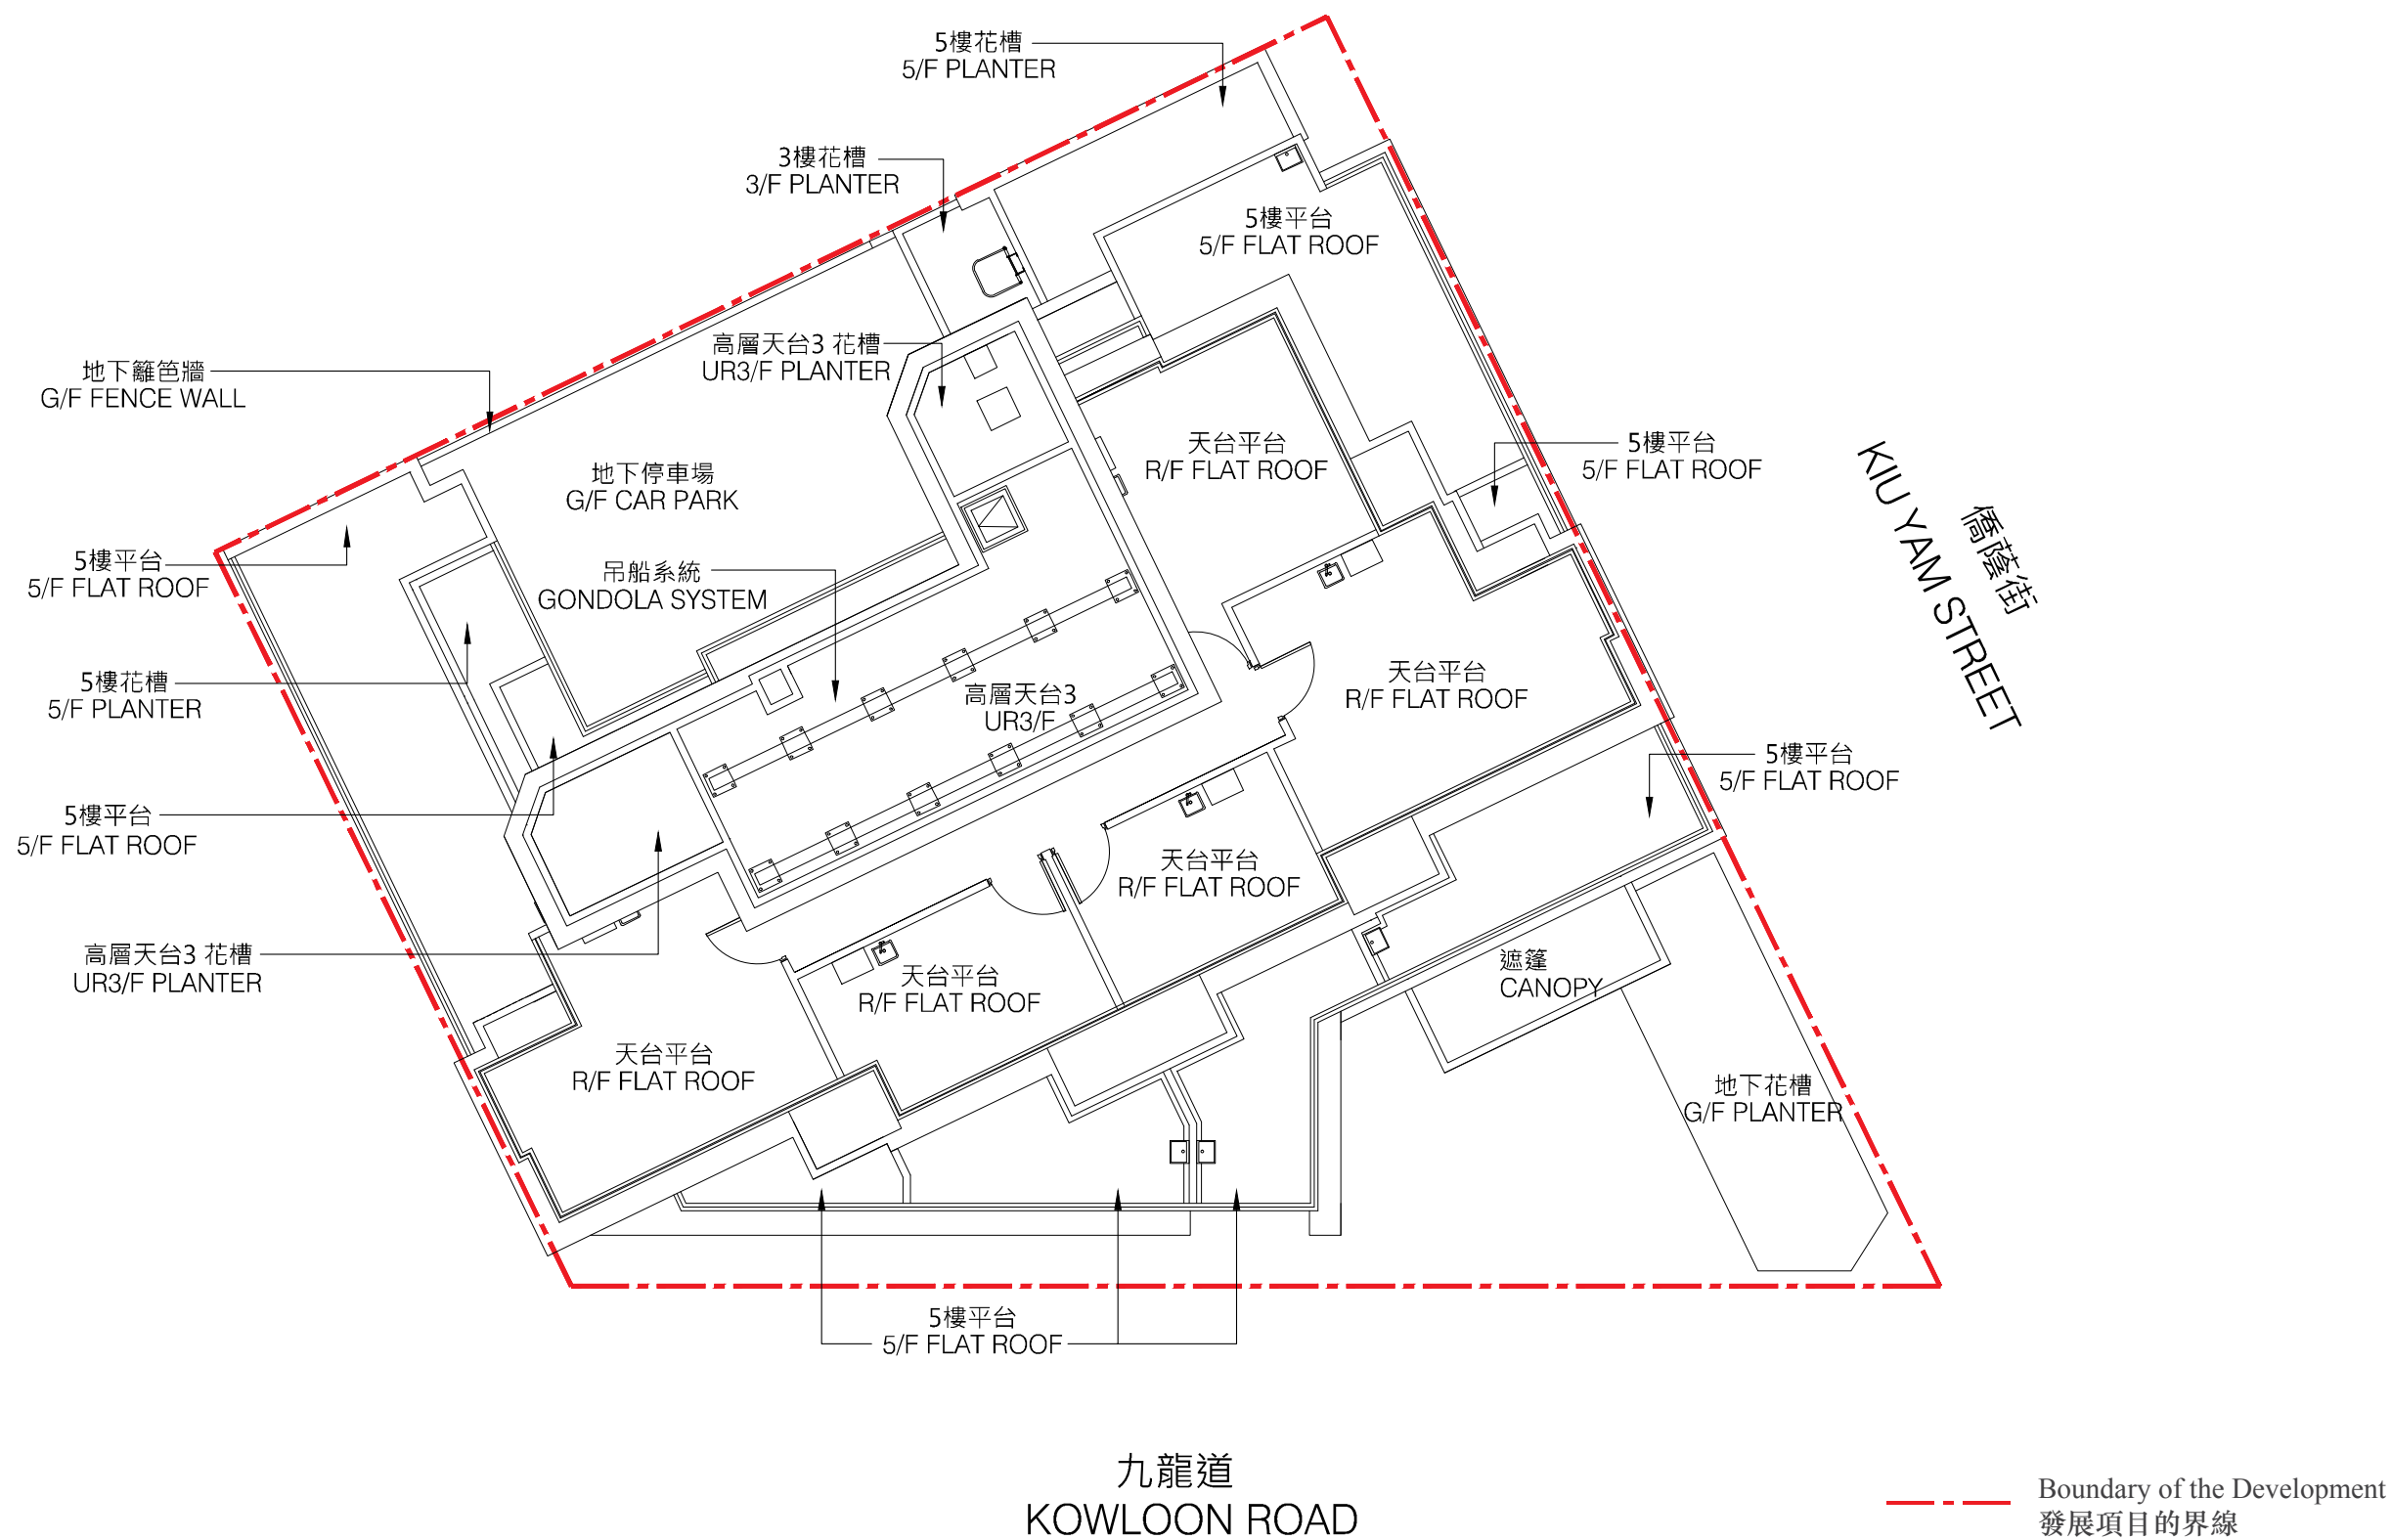 5樓花槽
5/F PLANTER
3樓花槽
3/F PLANTER
5樓平台
5/F FLAT ROOF
高層天台3 花槽
UR3/F PLANTER
地下籬笆牆
G/F FENCE WALL
天台平台
R/F FLAT ROOF
5樓平台
5/F FLAT ROOF
地下停車場
G/F CAR PARK
僑蔭街
KIU YAM STREET
5樓平台
5/F FLAT ROOF
吊船系統
GONDOLA SYSTEM
5樓花槽
5/F PLANTER
高層天台3
UR3/F
天台平台
R/F FLAT ROOF
5樓平台
5/F FLAT ROOF
5樓平台
5/F FLAT ROOF
天台平台
R/F FLAT ROOF
高層天台3 花槽
UR3/F PLANTER
天台平台
R/F FLAT ROOF
遮篷
CANOPY
天台平台
R/F FLAT ROOF
地下花槽
G/F PLANTER
5樓平台
5/F FLAT ROOF
九龍道
KOWLOON ROAD
Boundary of the Development
發展項目的界線